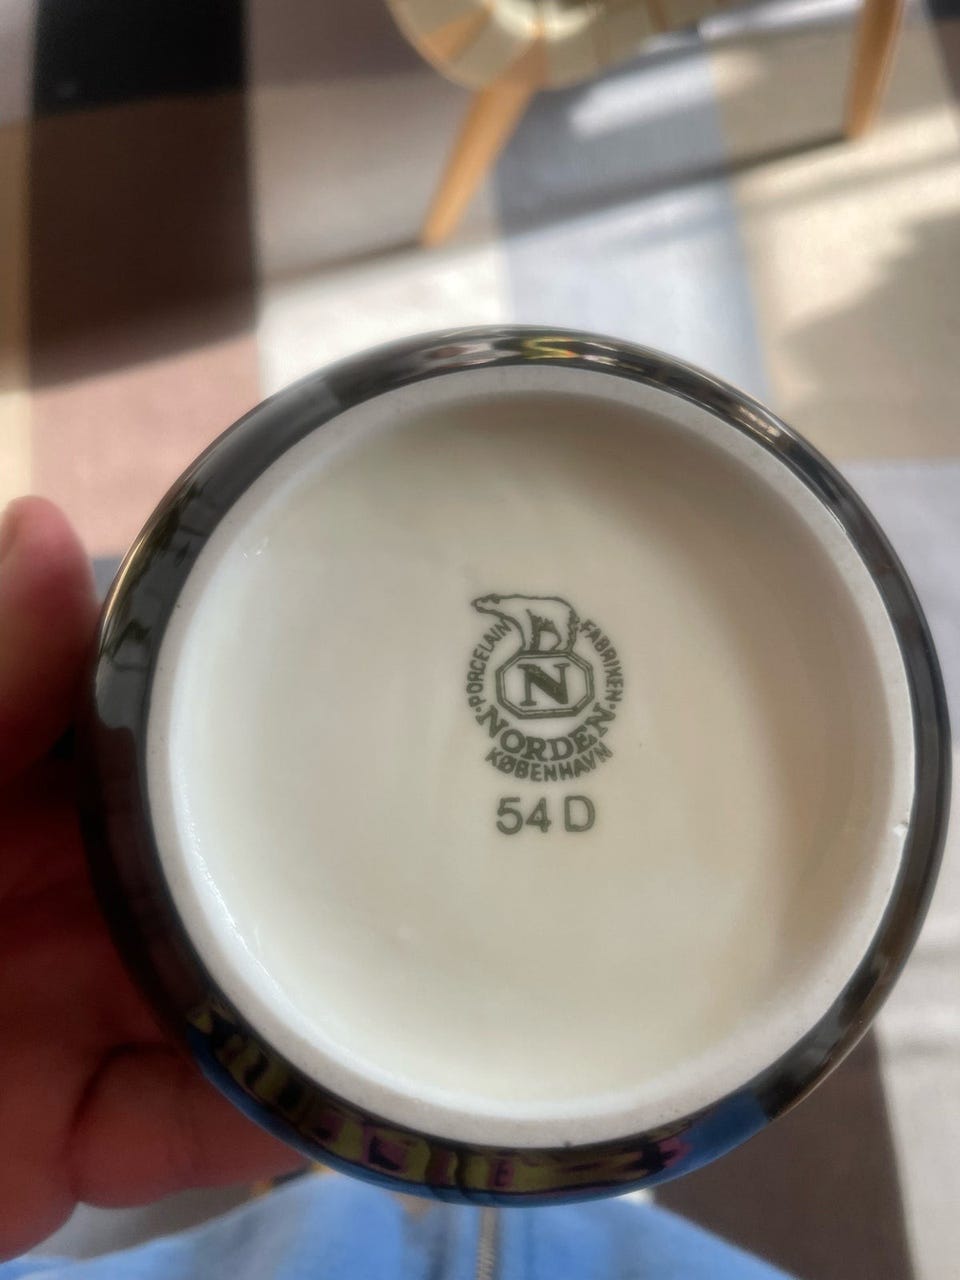 PORCELAIN FABRIKEN
N
NORDEN
KØBENHAVN
54 D